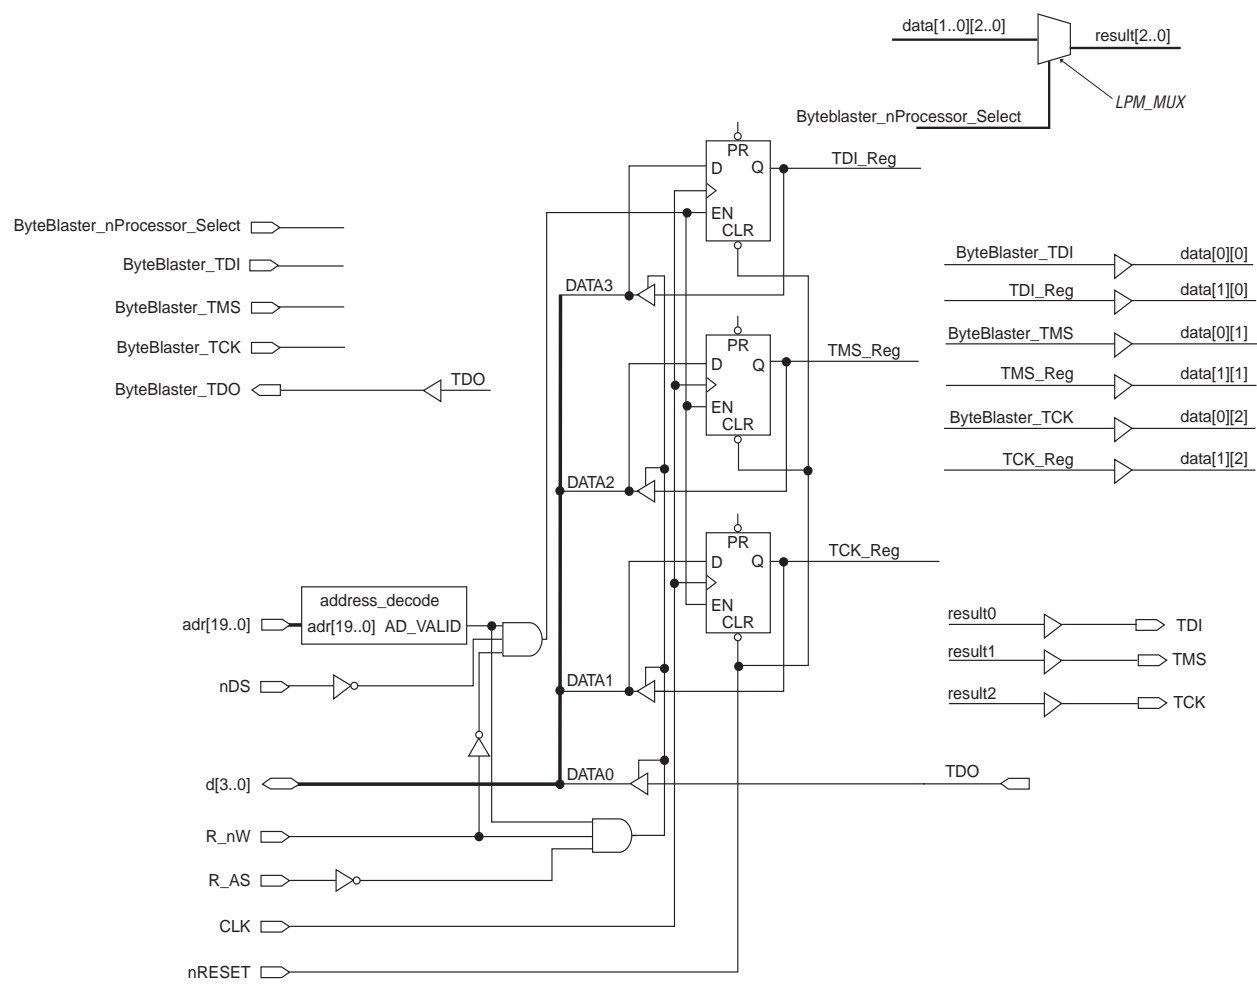 data[1..0][2..0]
result[2..0]
LPM_MUX
Byteblaster_nProcessor_Select
PR
D
Q
EN
CLR
TDI_Reg
ByteBlaster_nProcessor_Select
ByteBlaster_TDI
ByteBlaster_TMS
ByteBlaster_TCK
ByteBlaster_TDO
TDO
DATA3
PR
D
Q
EN
CLR
TMS_Reg
DATA2
PR
D
Q
EN
CLR
TCK_Reg
DATA1
ByteBlaster_TDI
data[0][0]
TDI_Reg
data[1][0]
ByteBlaster_TMS
data[0][1]
TMS_Reg
data[1][1]
ByteBlaster_TCK
data[0][2]
TCK_Reg
data[1][2]
address_decode
adr[19..0]
adr[19..0] AD_VALID
nDS
d[3..0]
DATA0
TDO
R_nW
R_AS
CLK
nRESET
result0
TDI
result1
TMS
result2
TCK